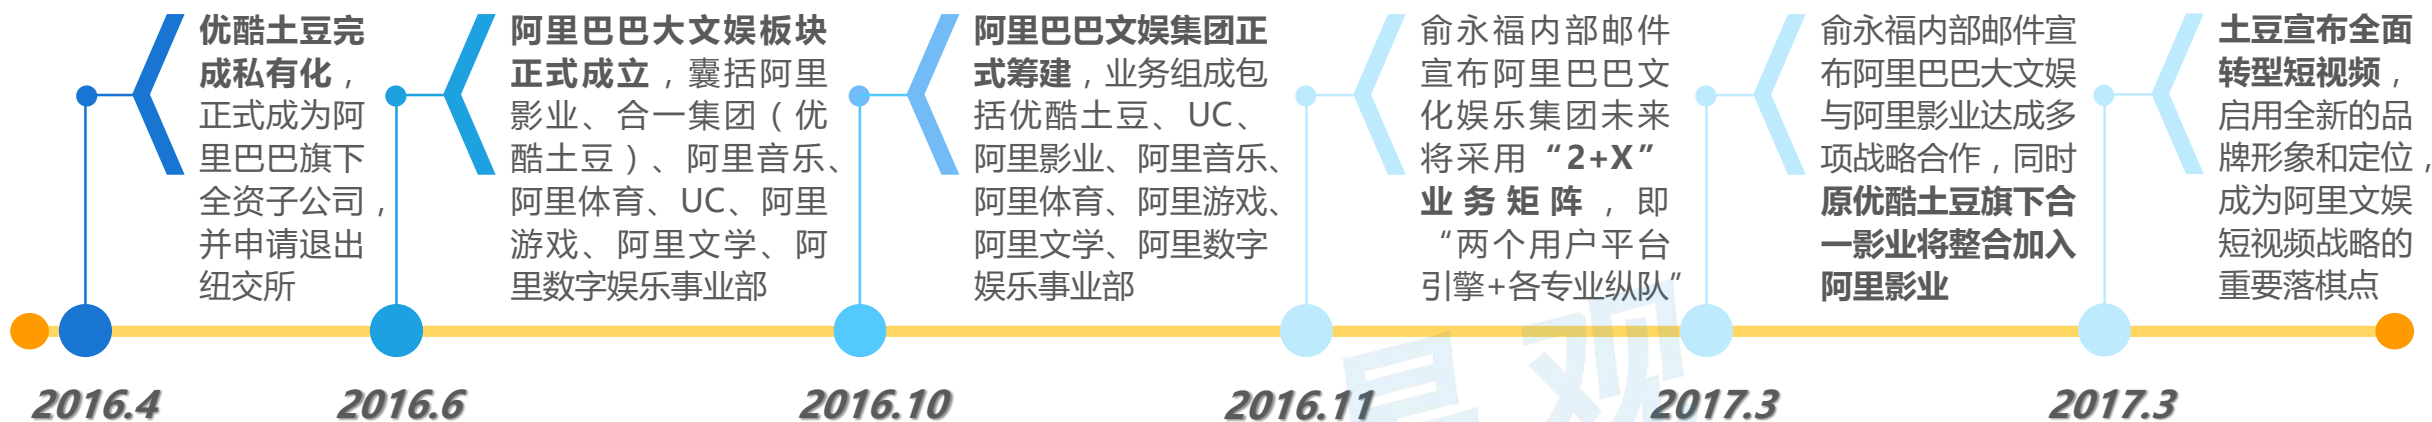 优酷土豆完
成私有化，
正式成为阿
里巴巴旗下
全资子公司，
并申请退出
纽交所
阿里巴巴大文娱板块
正式成立，囊括阿里
影业、合一集团（优
酷土豆）、阿里音乐、
阿里体育、UC、阿里
游戏、阿里文学、阿
里数字娱乐事业部
阿里巴巴文娱集团正
式筹建，业务组成包
括优酷土豆、UC、
阿里影业、阿里音乐、
阿里体育、阿里游戏、
阿里文学、阿里数字
娱乐事业部
俞永福内部邮件
宣布阿里巴巴文
化娱乐集团未来
将采用“2+X”
业务矩阵，即
“两个用户平台
引擎+各专业纵队”
俞永福内部邮件宣
布阿里巴巴大文娱
与阿里影业达成多
项战略合作，同时
原优酷土豆旗下合
一影业将整合加入
阿里影业
土豆宣布全面
转型短视频，
启用全新的品
牌形象和定位，
成为阿里文娱
短视频战略的
重要落棋点
2016.4
2016.6
2016.10
2016.11
2017.3
2017.3